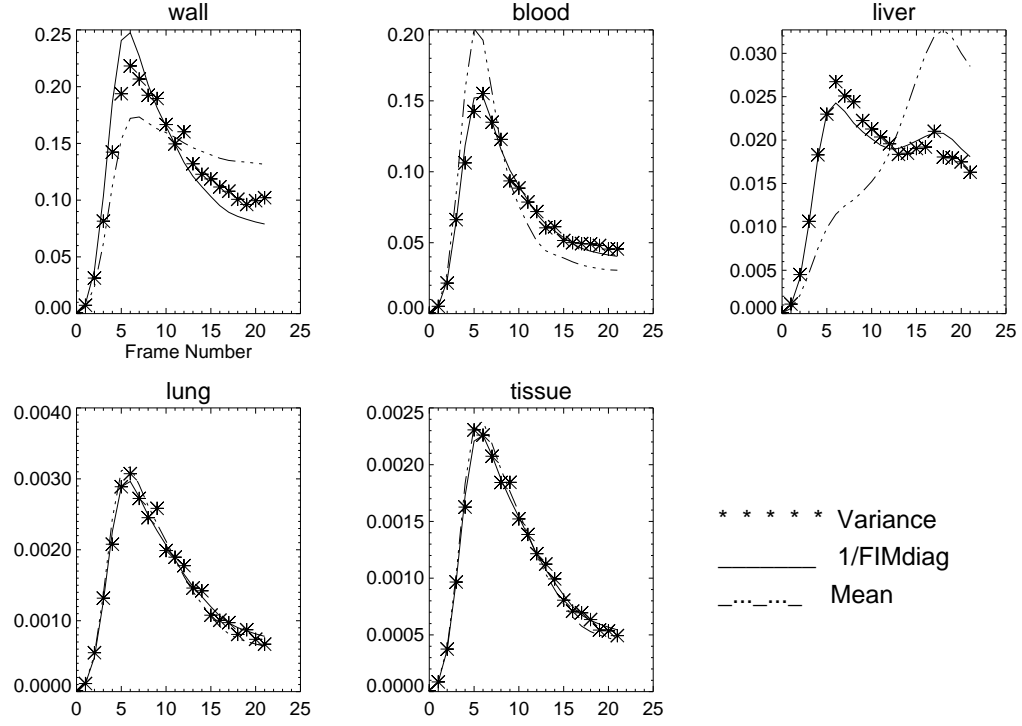 wall
0.25
0.20
0.15
0.10
0.05
0.00
0 5 10 15 20 25
Frame Number
blood
0.20
0.15
0.10
0.05
0.00
0 5 10 15 20 25
liver
0.030
0.025
0.020
0.015
0.010
0.005
0.000
0 5 10 15 20 25
lung
0.0040
0.0030
0.0020
0.0010
0.0000
0 5 10 15 20 25
tissue
0.0025
0.0020
0.0015
0.0010
0.0005
0.0000
0 5 10 15 20 25
* * * * * Variance
________ 1/FIMdiag
_..._..._ Mean